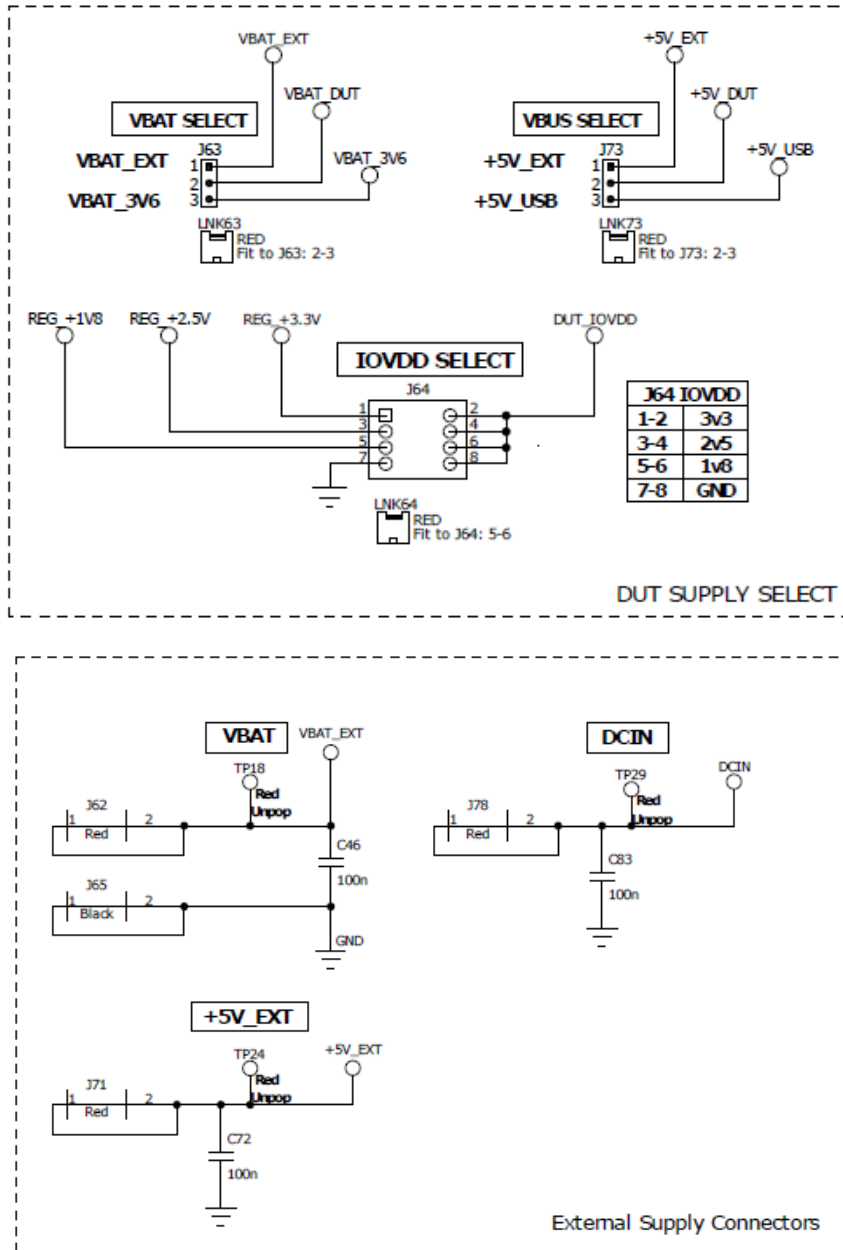 VBAT_EXT
+5V_EXT
VBAT_DUT
+5V_DUT
VBAT SELECT
VBUS SELECT
J63
VBAT_3V6
J73
+5V_USB
VBAT_EXT
1
+5V_EXT
1
2
2
VBAT_3V6
3
+5V_USB
3
LNK63
RED
Fit to J63: 2-3
LNK73
RED
Fit to J73: 2-3
REG_+1V8
REG_+2.5V
REG_+3.3V
DUT_IOVDD
IOVDD SELECT
J64
1 2
3 4
5 6
7 8
J64 IOVDD
1-2 3v3
3-4 2v5
5-6 1v8
7-8 GND
LNK64
RED
Fit to J64: 5-6
DUT SUPPLY SELECT
VBAT
VBAT_EXT
DCIN
TP18
Red
Unpop
TP29
Red
Unpop
DCIN
J62
1 2
Red
J78
1 2
Red
C46
100n
C83
100n
J65
1 2
Black
GND
+5V_EXT
TP24
Red
Unpop
+5V_EXT
J71
1 2
Red
C72
100n
External Supply Connectors